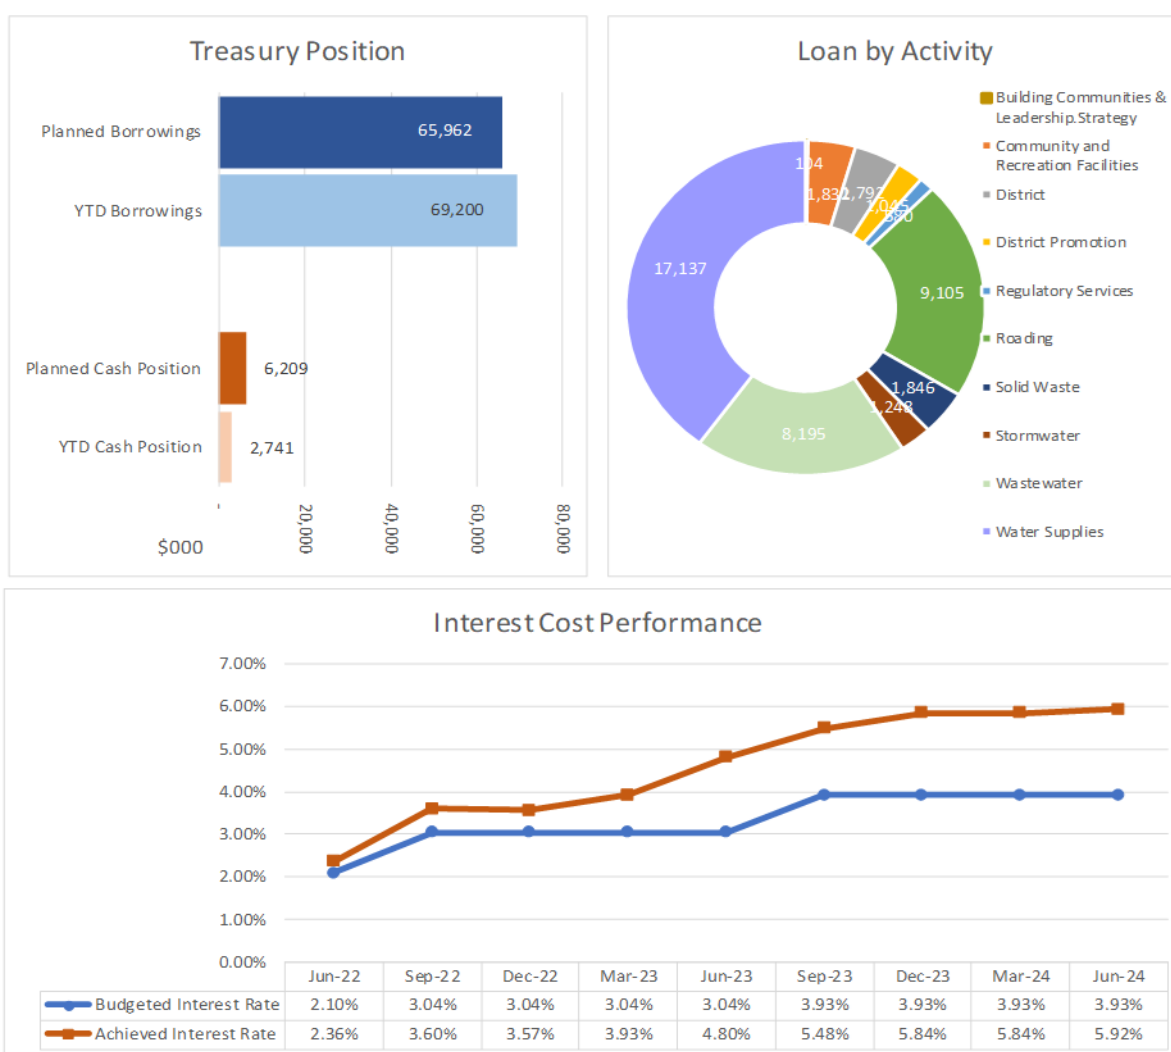 Treasury Position
Planned Borrowings
65,962
YTD Borrowings
69,200
Planned Cash Position
6,209
YTD Cash Position
2,741
-
20,000
40,000
60,000
80,000
$000
Loan by Activity
104
1,045
9,105
1,846
1,248
8,195
17,137
Building Communities &
Leadership.Strategy
Community and
Recreation Facilities
District
District Promotion
Regulatory Services
Roading
Solid Waste
Stormwater
Wastewater
Water Supplies
Interest Cost Performance
7.00%
6.00%
5.00%
4.00%
3.00%
2.00%
1.00%
0.00%
Jun-22 Sep-22 Dec-22 Mar-23 Jun-23 Sep-23 Dec-23 Mar-24 Jun-24
Budgeted Interest Rate 2.10% 3.04% 3.04% 3.04% 3.04% 3.93% 3.93% 3.93% 3.93%
Achieved Interest Rate 2.36% 3.60% 3.57% 3.93% 4.80% 5.48% 5.84% 5.84% 5.92%